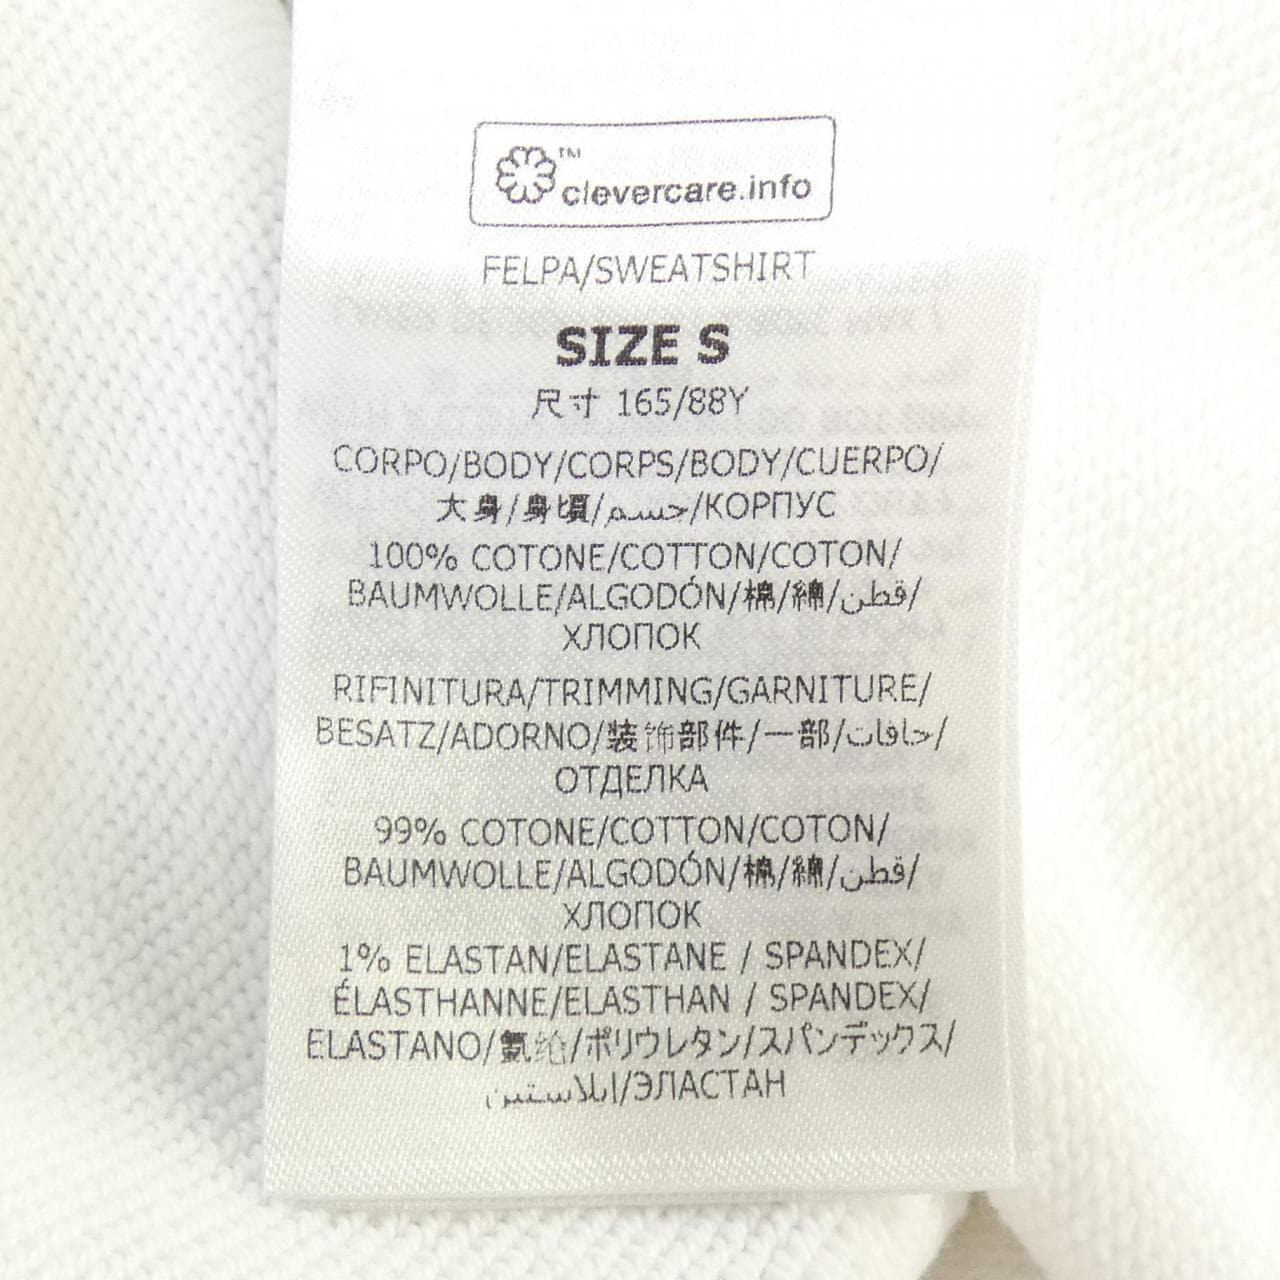 ™
clevercare.info
FELPA/SWEATSHIRT
SIZE S
尺寸 165/88Y
CORPO/BODY/CORPS/BODY/CUERPO/
大身/身頃/جسم/КОРПУС
100% COTONE/COTTON/COTON/
BAUMWOLLE/ALGODÓN/棉/綿/قطن/
ХЛОПОК
RIFINITURA/TRIMMING/GARNITURE/
BESATZ/ADORNO/装饰部件/一部/حافات/
ОТДЕЛКА
99% COTONE/COTTON/COTON/
BAUMWOLLE/ALGODÓN/棉/綿/قطن/
ХЛОПОК
1% ELASTAN/ELASTANE / SPANDEX/
ÉLASTHANNE/ELASTHAN / SPANDEX/
ELASTANO/氨纶/ポリウレタン/スパンデックス/
ایلاستین/ЭЛАСТАН